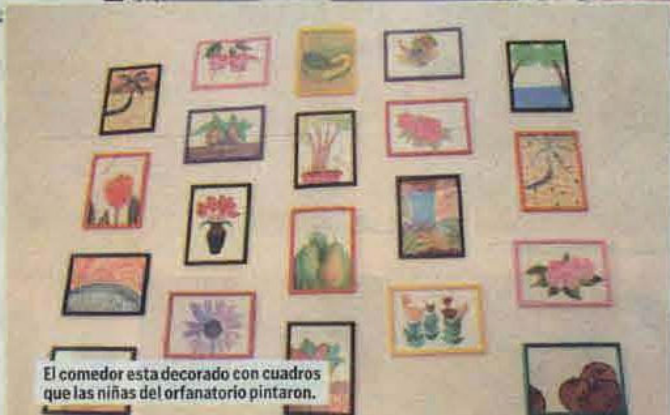 El comedor esta decorado con cuadros
que las niñas del orfanatorio pintaron.